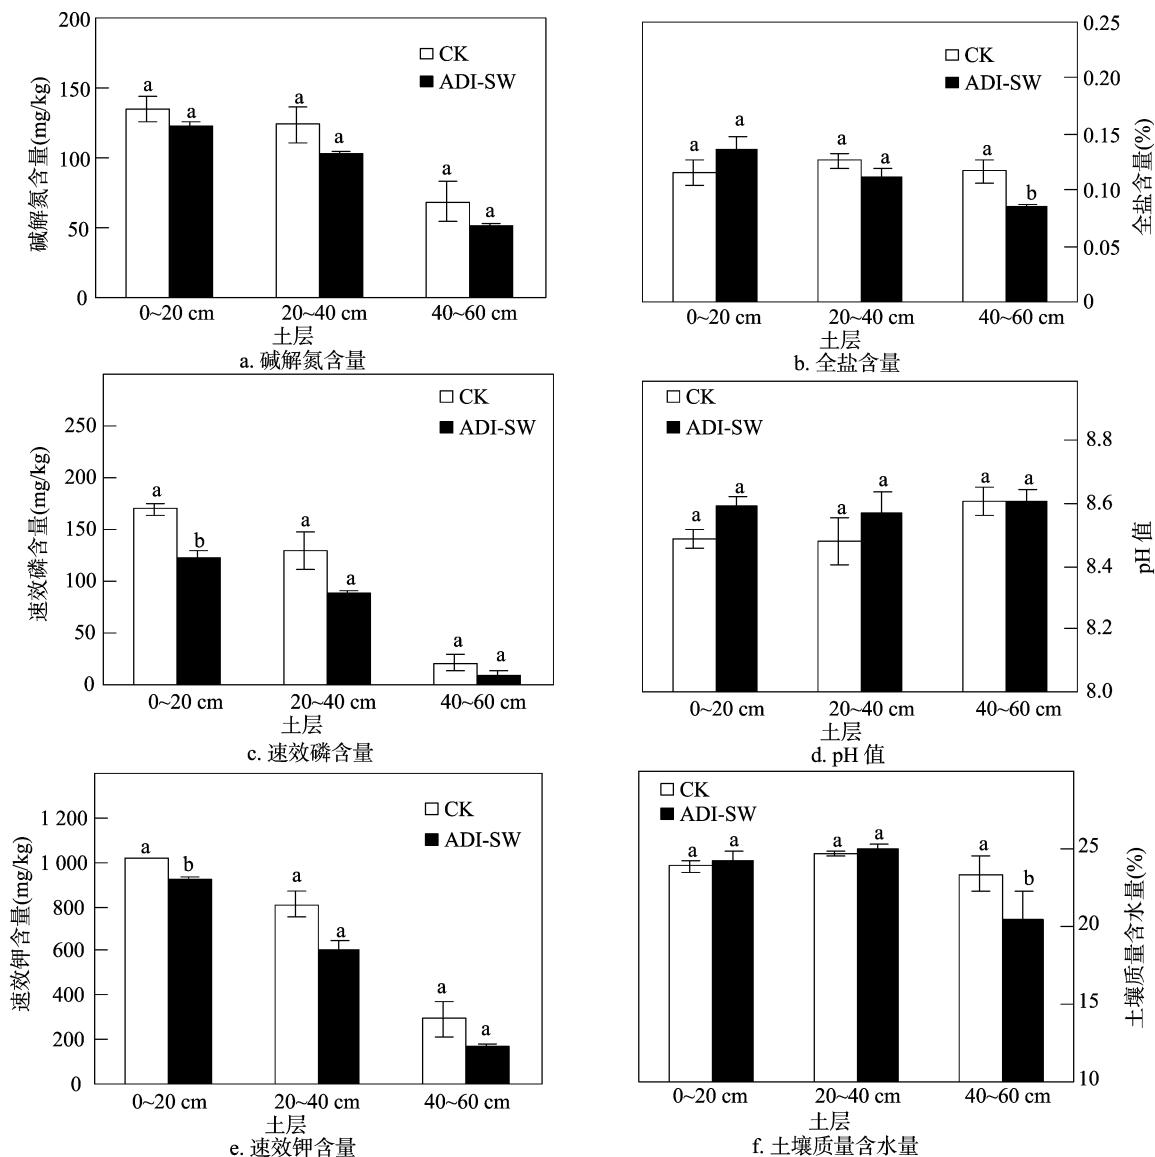 碱解氮含量(mg/kg)
200
150
100
50
0
CK
ADI-SW
a
a
a
a
a
a
0~20 cm
20~40 cm
40~60 cm
土层
a. 碱解氮含量
全盐含量(%)
0.25
0.20
0.15
0.10
0.05
0
CK
ADI-SW
a
a
a
a
a
b
0~20 cm
20~40 cm
40~60 cm
土层
b. 全盐含量
速效磷含量(mg/kg)
250
200
150
100
50
0
CK
ADI-SW
a
b
a
a
a
a
0~20 cm
20~40 cm
40~60 cm
土层
c. 速效磷含量
pH 值
8.8
8.6
8.4
8.2
8.0
CK
ADI-SW
a
a
a
a
a
a
0~20 cm
20~40 cm
40~60 cm
土层
d. pH 值
速效钾含量(mg/kg)
1 200
1 000
800
600
400
200
0
CK
ADI-SW
a
b
a
a
a
a
0~20 cm
20~40 cm
40~60 cm
土层
e. 速效钾含量
土壤质量含水量(%)
25
20
15
10
CK
ADI-SW
a
a
a
a
a
b
0~20 cm
20~40 cm
40~60 cm
土层
f. 土壤质量含水量